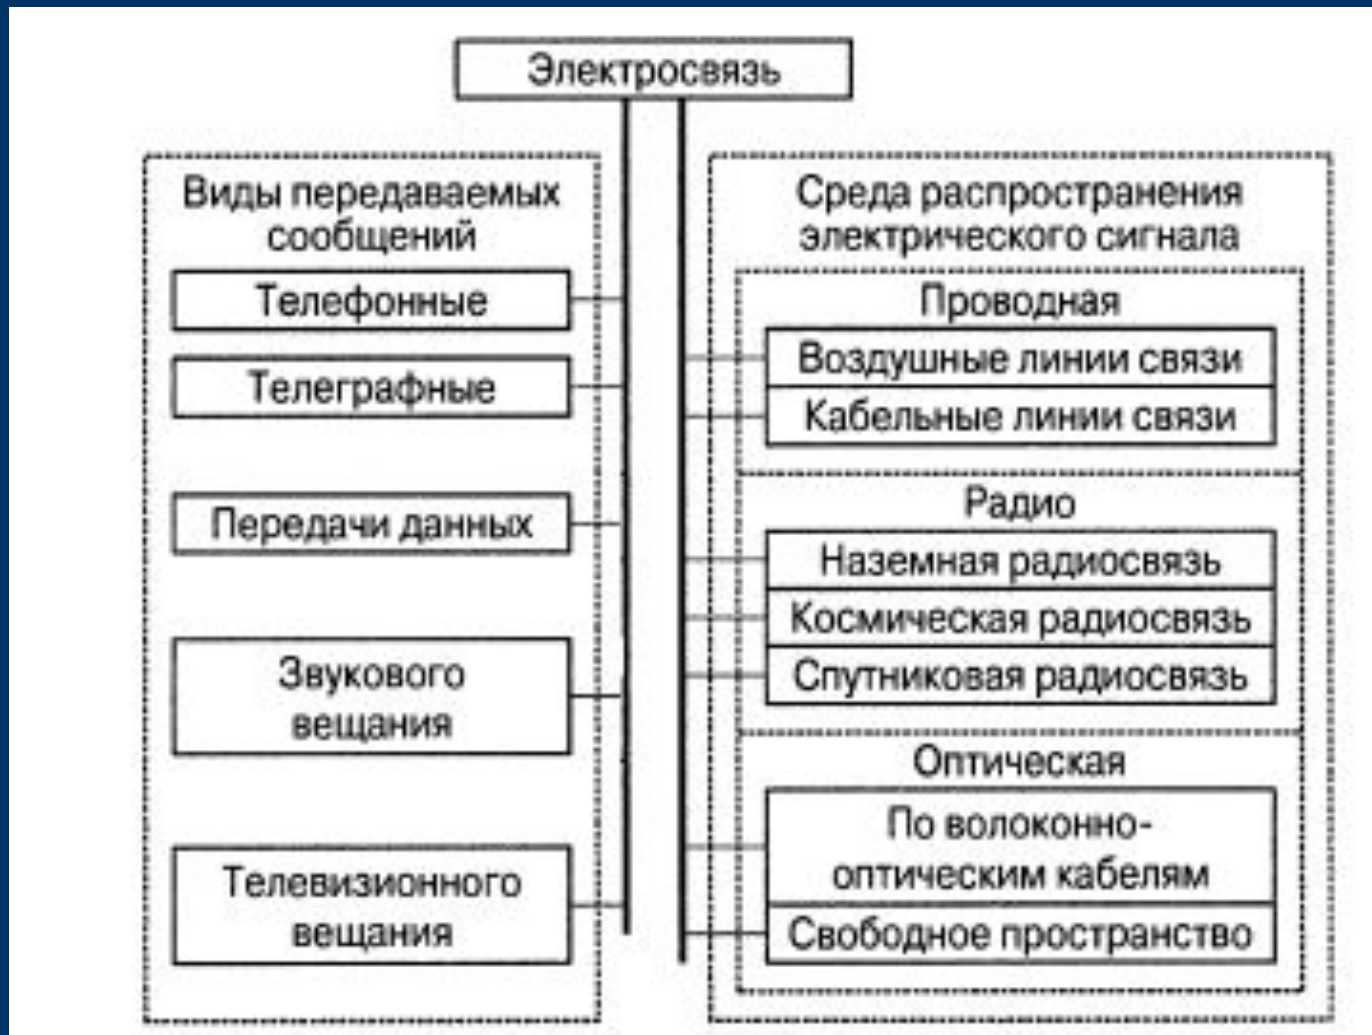 Электросвязь
Виды передаваемых
сообщений
Телефонные
Телеграфные
Передачи данных
Звукового
вещания
Телевизионного
вещания
Среда распространения
электрического сигнала
Проводная
Воздушные линии связи
Кабельные линии связи
Радио
Наземная радиосвязь
Космическая радиосвязь
Спутниковая радиосвязь
Оптическая
По волоконно-
оптическим кабелям
Свободное пространство